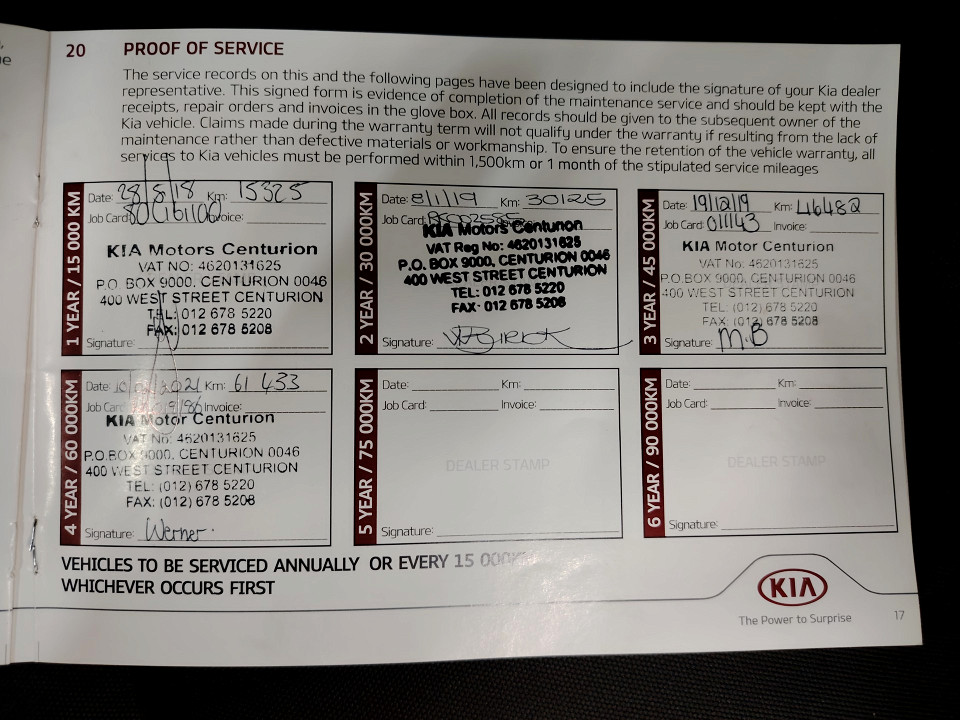 ue
20 PROOF OF SERVICE
The service records on this and the following pages have been designed to include the signature of your Kia dealer
representative. This signed form is evidence of completion of the maintenance service and should be kept with the
receipts, repair orders and invoices in the glove box. All records should be given to the subsequent owner of the
Kia vehicle. Claims made during the warranty term will not qualify under the warranty if resulting from the lack of
maintenance rather than defective materials or workmanship. To ensure the retention of the vehicle warranty, all
services to Kia vehicles must be performed within 1,500km or 1 month of the stipulated service mileages
1 YEAR / 15 000 KM
Date: 28/8/18 Km: 15325
Job Card: Invoice:
KIA Motors Centurion
VAT NO: 4620131625
P.O. BOX 9000, CENTURION 0046
400 WEST STREET CENTURION
TEL: 012 678 5220
FAX: 012 678 5208
Signature:
2 YEAR / 30 000KM
Date: 8/1/19 Km: 30125
Job Card:
KIA Motors Centurion
VAT Reg No: 4620131625
P.O. BOX 9000, CENTURION 0046
400 WEST STREET CENTURION
TEL: 012 678 5220
FAX- 012 678 5208
Signature:
3 YEAR / 45 000KM
Date: 19/12/19 Km: 46482
Job Card: 011143 Invoice:
KIA Motor Centurion
VAT NO: 4620131625
P.O.BOX 9000, CENTURION 0046
400 WEST STREET CENTURION
TEL: (012) 678 5220
FAX: (012) 678 5208
Signature: M.B
4 YEAR / 60 000KM
Date: Km: 61 433
Job Card: Invoice:
KIA Motor Centurion
VAT NO: 4620131625
P.O.BOX 9000, CENTURION 0046
400 WEST STREET CENTURION
TEL: (012) 678 5220
FAX: (012) 678 5208
Signature: Werner.
5 YEAR / 75 000KM
Date: Km:
Job Card: Invoice:
DEALER STAMP
Signature:
6 YEAR / 90 000KM
Date: Km:
Job Card: Invoice:
DEALER STAMP
Signature:
VEHICLES TO BE SERVICED ANNUALLY OR EVERY 15 000KM
WHICHEVER OCCURS FIRST
KIA
The Power to Surprise
17